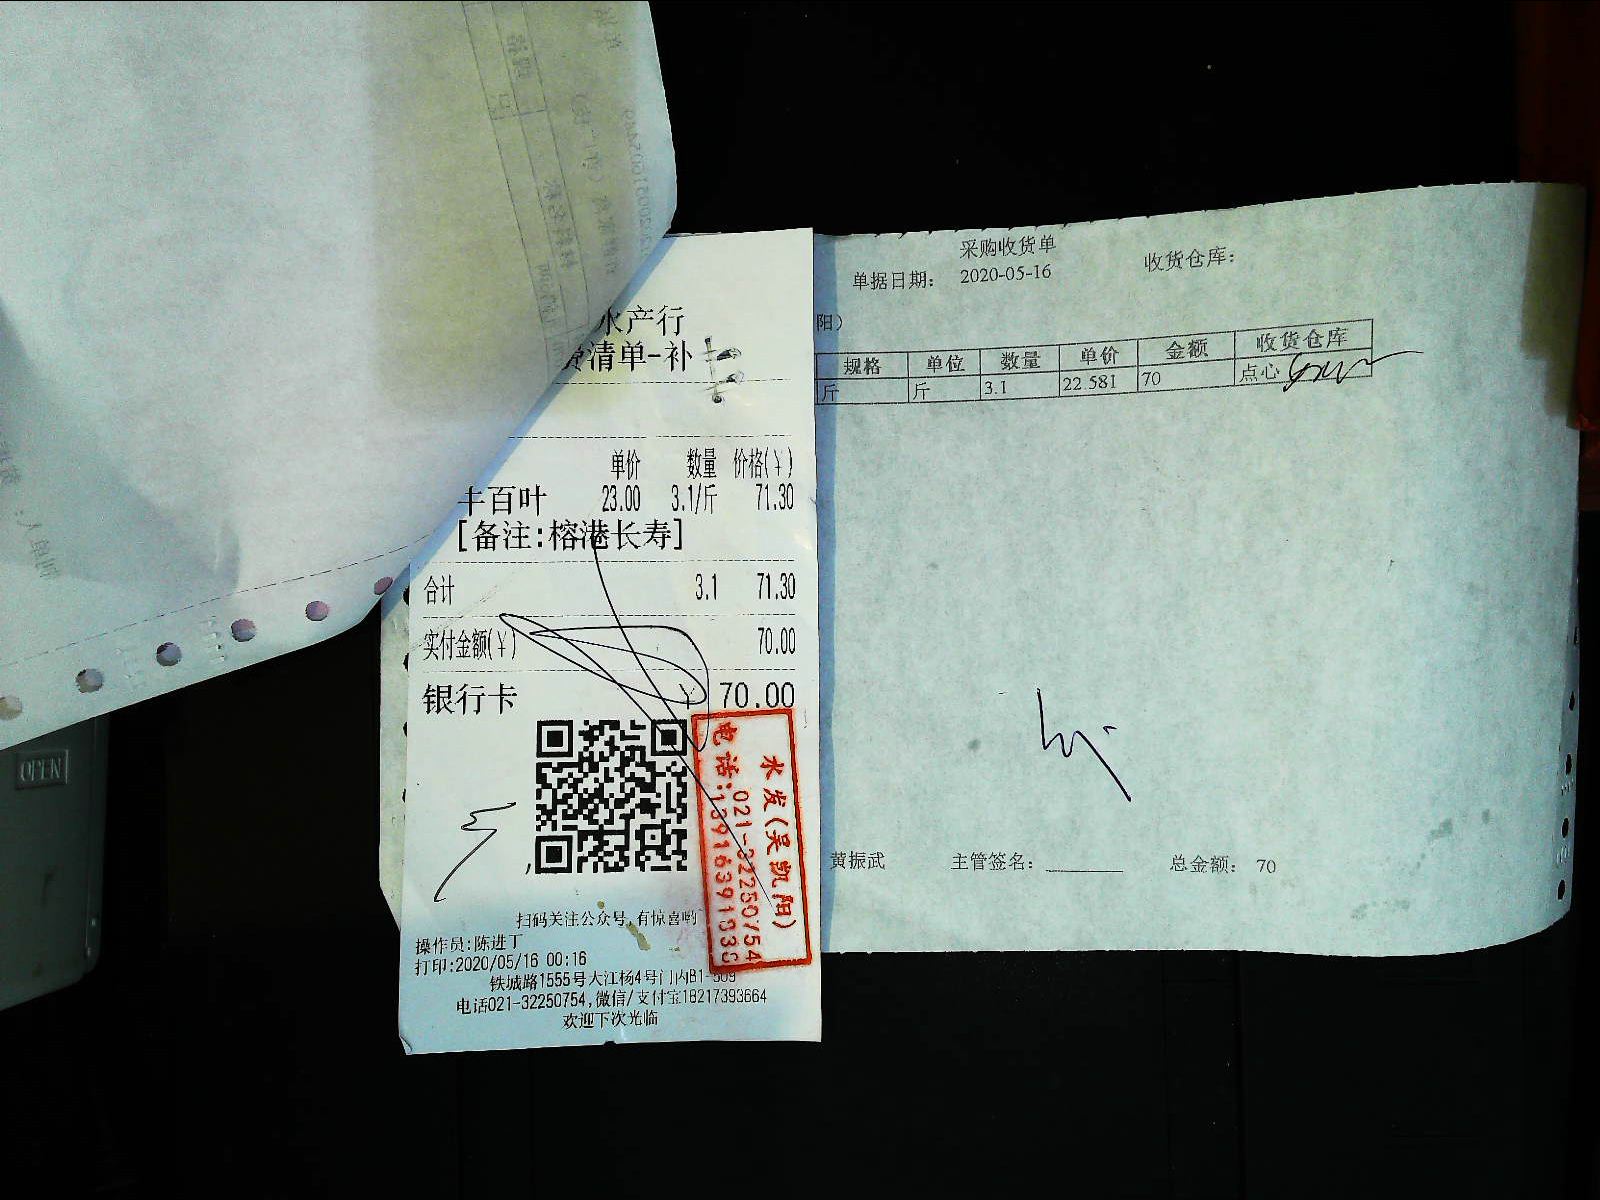 水产行
清单-补
单价 数量 价格(¥)
牛百叶 23.00 3.1/斤 71.30
[备注:榕港长寿]
合计 3.1 71.30
实付金额(¥) 70.00
银行卡 70.00
水发(吴凯阳)
电话:021-32250754
扫码关注公众号,有惊喜哟
操作员:陈进丁
打印:2020/05/16 00:16
铁城路1555号大江杨4号门内B1-509
电话021-32250754,微信/支付宝18217393664
欢迎下次光临
采购收货单
单据日期: 2020-05-16 收货仓库:
阳)
规格 单位 数量 单价 金额 收货仓库
斤 斤 3.1 22.581 70 点心
黄振武 主管签名: 总金额: 70
OPEN